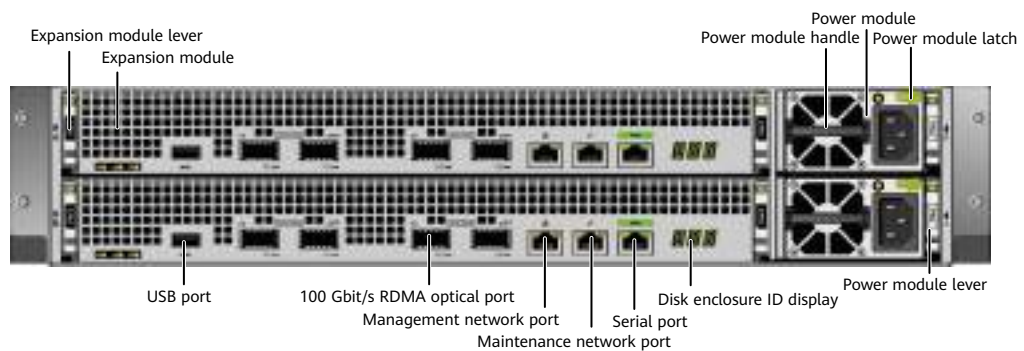 Power module
Expansion module lever
Power module handle
Power module latch
Expansion module
USB port
100 Gbit/s RDMA optical port
Disk enclosure ID display
Power module lever
Management network port
Serial port
Maintenance network port